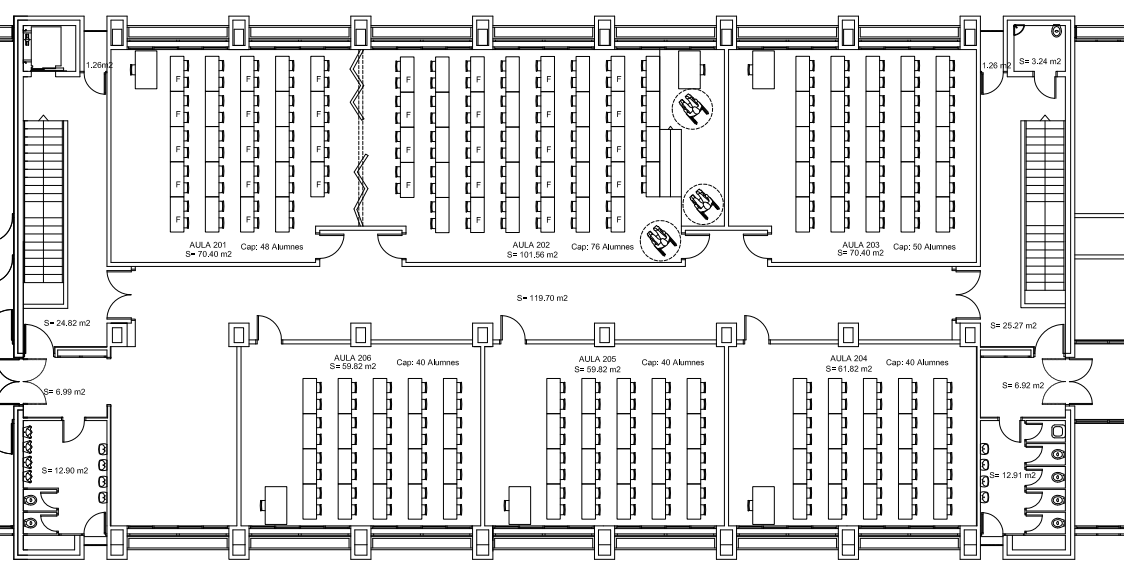 1.26m2
1.26 m2
S= 3.24 m2
F F F F F F F
F F F F F F F
F F F F F F F
F F F F F F F
F F F F F
AULA 201
S= 70.40 m2
Cap: 48 Alumnes
AULA 202
S= 101.56 m2
Cap: 76 Alumnes
AULA 203
S= 70.40 m2
Cap: 50 Alumnes
S= 119.70 m2
S= 24.82 m2
S= 25.27 m2
AULA 206
S= 59.82 m2
Cap: 40 Alumnes
AULA 205
S= 59.82 m2
Cap: 40 Alumnes
AULA 204
S= 61.82 m2
Cap: 40 Alumnes
S= 6.99 m2
S= 6.92 m2
S= 12.90 m2
S= 12.91 m2